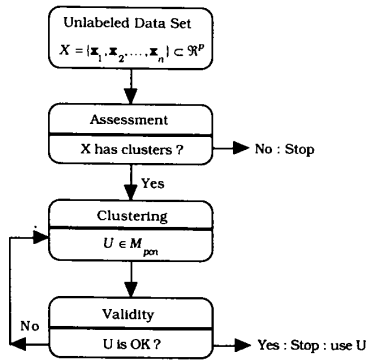 Unlabeled Data Set
X = {x₁, x₂, ..., xₙ} ⊂ ℜᵖ
Assessment
X has clusters ?
No : Stop
Yes
Clustering
U ∈ M_pcn
Validity
No
U is OK ?
Yes : Stop : use U